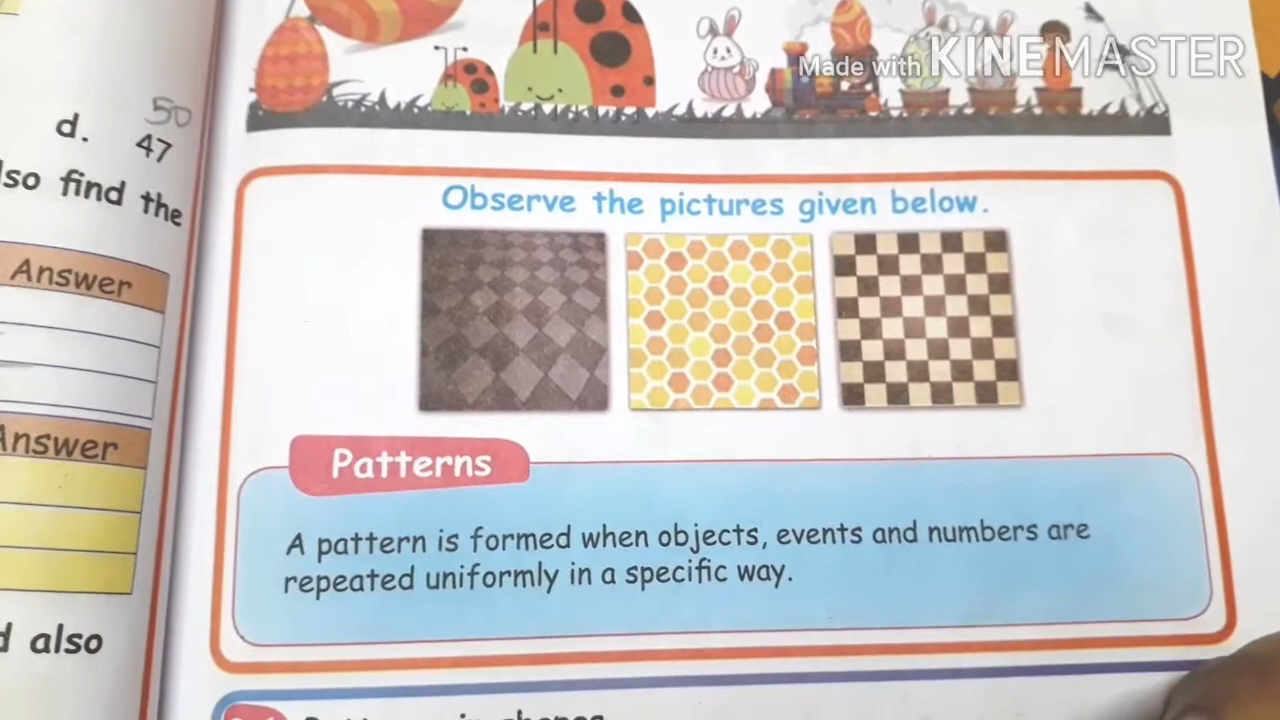 50
d. 47
so find the
Answer
Answer
d also
Made with KINEMASTER
Observe the pictures given below.
Patterns
A pattern is formed when objects, events and numbers are
repeated uniformly in a specific way.